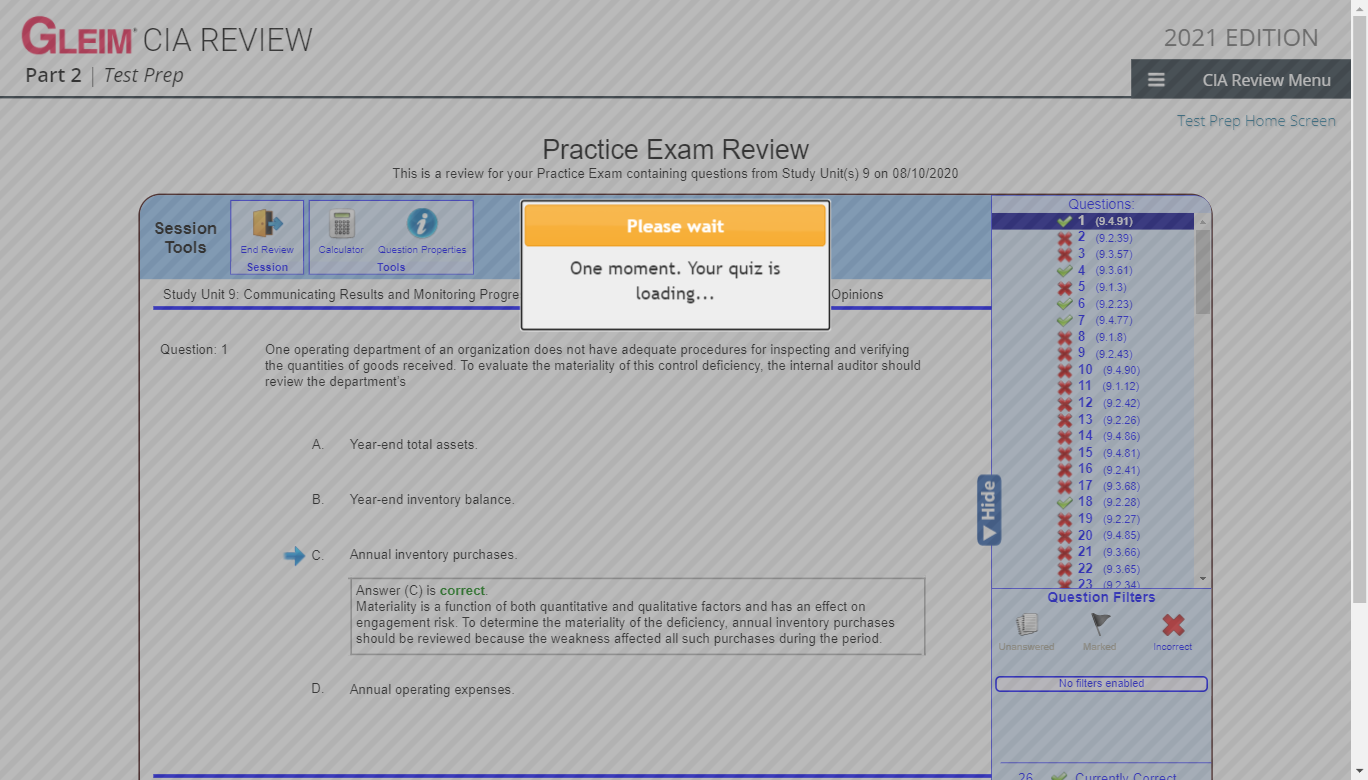 GLEIM® CIA REVIEW
2021 EDITION
Part 2 | Test Prep
CIA Review Menu
Test Prep Home Screen
Practice Exam Review
This is a review for your Practice Exam containing questions from Study Unit(s) 9 on 08/10/2020
Session
Tools
End Review
Session
Calculator
Question Properties
Tools
Please wait
One moment. Your quiz is
loading...
Study Unit 9: Communicating Results and Monitoring Progre
Opinions
Question: 1
One operating department of an organization does not have adequate procedures for inspecting and verifying
the quantities of goods received. To evaluate the materiality of this control deficiency, the internal auditor should
review the department's
A. Year-end total assets.
B. Year-end inventory balance.
C. Annual inventory purchases.
Answer (C) is correct.
Materiality is a function of both quantitative and qualitative factors and has an effect on
engagement risk. To determine the materiality of the deficiency, annual inventory purchases
should be reviewed because the weakness affected all such purchases during the period.
D. Annual operating expenses.
Hide
Questions:
1 (9.4.91)
2 (9.2.39)
3 (9.3.57)
4 (9.3.61)
5 (9.1.3)
6 (9.2.23)
7 (9.4.77)
8 (9.1.8)
9 (9.2.43)
10 (9.4.90)
11 (9.1.12)
12 (9.2.42)
13 (9.2.26)
14 (9.4.86)
15 (9.4.81)
16 (9.2.41)
17 (9.3.68)
18 (9.2.28)
19 (9.2.27)
20 (9.4.85)
21 (9.3.66)
22 (9.3.65)
23 (9.2.34)
Question Filters
Unanswered
Marked
Incorrect
No filters enabled
26 Currently Correct